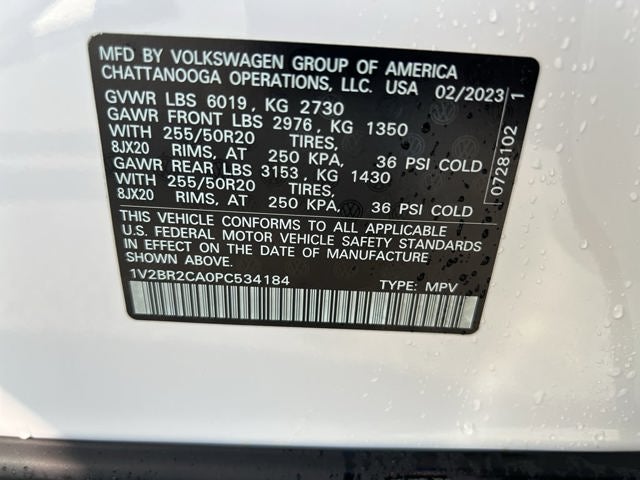 MFD BY VOLKSWAGEN GROUP OF AMERICA
CHATTANOOGA OPERATIONS, LLC. USA 02/2023
GVWR LBS 6019, KG 2730
GAWR FRONT LBS 2976, KG 1350
WITH 255/50R20 TIRES,
8JX20 RIMS, AT 250 KPA, 36 PSI COLD
GAWR REAR LBS 3153, KG 1430
WITH 255/50R20 TIRES,
8JX20 RIMS, AT 250 KPA, 36 PSI COLD
THIS VEHICLE CONFORMS TO ALL APPLICABLE
U.S. FEDERAL MOTOR VEHICLE SAFETY STANDARDS
IN EFFECT ON THE DATE OF MANUFACTURE
SHOWN ABOVE.
1V2BR2CA0PC534184 TYPE: MPV
0728102 1